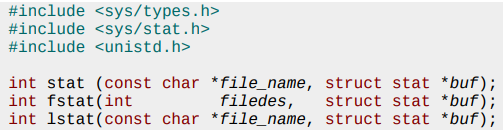 #include <sys/types.h>
#include <sys/stat.h>
#include <unistd.h>
int stat (const char *file_name, struct stat *buf);
int fstat(int filedes, struct stat *buf);
int lstat(const char *file_name, struct stat *buf);